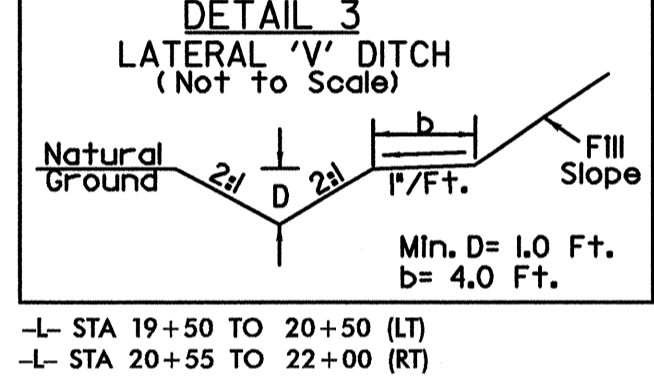 DETAIL 3
LATERAL 'V' DITCH
(Not to Scale)
b
Natural
Ground
2:1
D
2:1
1"/Ft.
Fill
Slope
Min. D= 1.0 Ft.
b= 4.0 Ft.
-L- STA 19+50 TO 20+50 (LT)
-L- STA 20+55 TO 22+00 (RT)